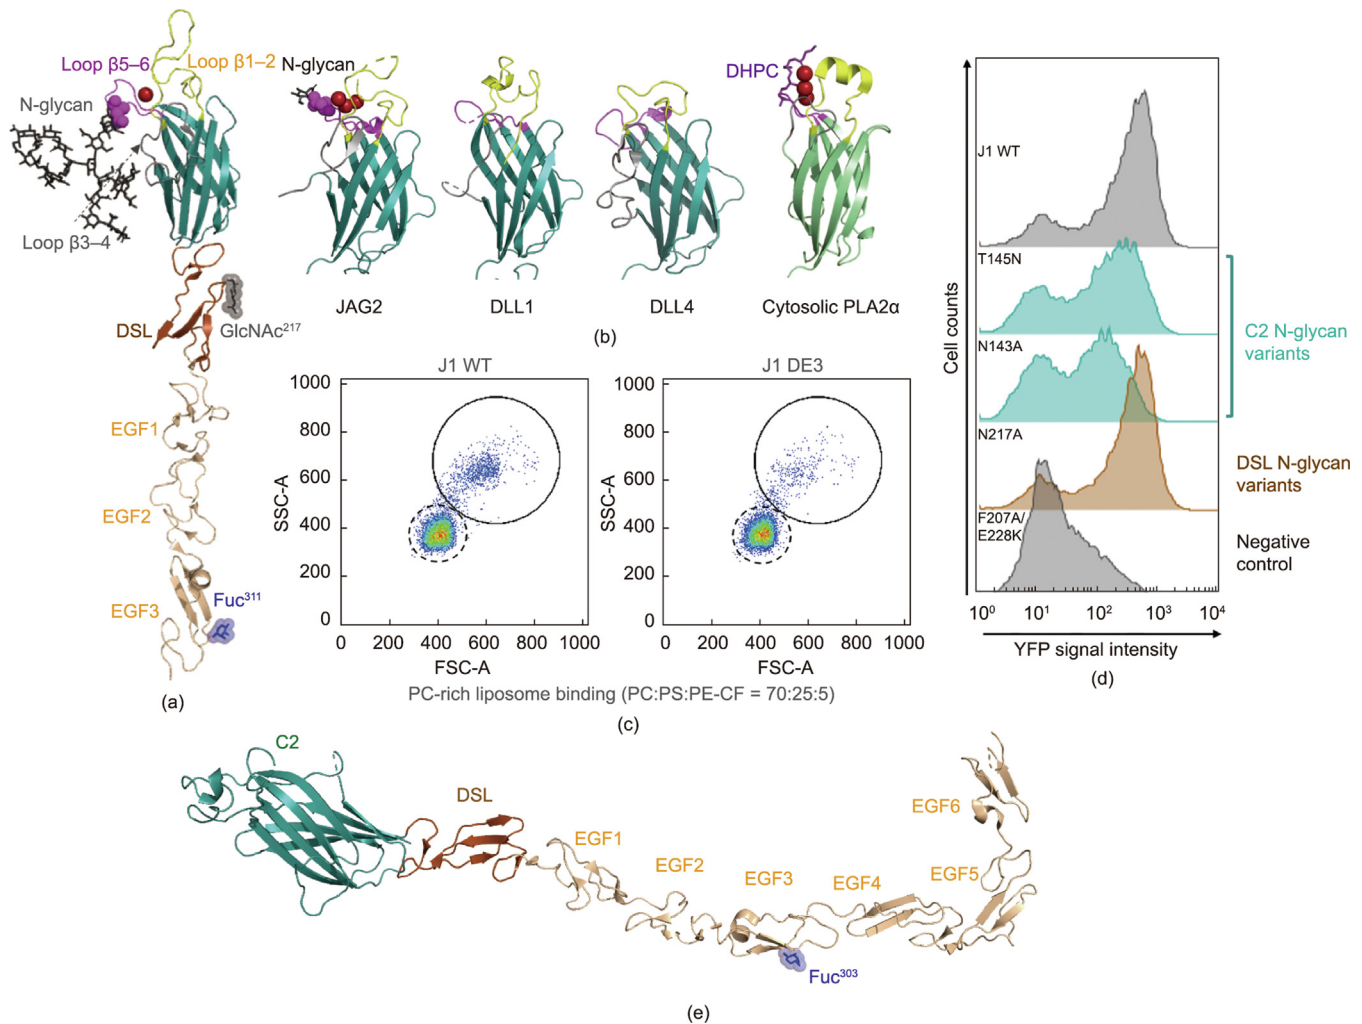 Loop β5–6
Loop β1–2
N-glycan
Loop β3–4
DSL
GlcNAc²¹⁷
EGF1
EGF2
EGF3
Fuc³¹¹
(a)
N-glycan
DHPC
JAG2
DLL1
DLL4
Cytosolic PLA2α
(b)
J1 WT
SSC-A
1000
800
600
400
200
0
0
200
400
600
800
1000
FSC-A
J1 DE3
SSC-A
1000
800
600
400
200
0
0
200
400
600
800
1000
FSC-A
PC-rich liposome binding (PC:PS:PE-CF = 70:25:5)
(c)
Cell counts
J1 WT
T145N
N143A
N217A
F207A/
E228K
C2 N-glycan
variants
DSL N-glycan
variants
Negative
control
10⁰
10¹
10²
10³
10⁴
YFP signal intensity
(d)
C2
DSL
EGF1
EGF2
EGF3
EGF4
EGF5
EGF6
Fuc³⁰³
(e)